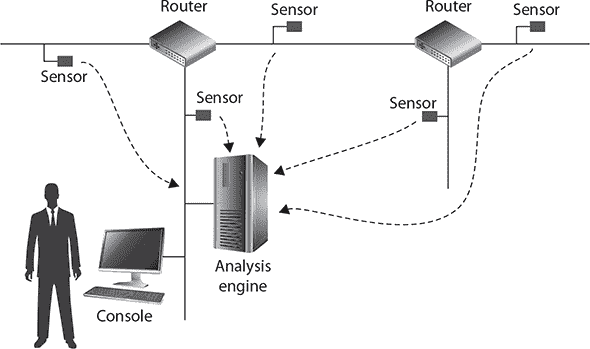 Router
Sensor
Router
Sensor
Sensor
Sensor
Sensor
Analysis
engine
Console